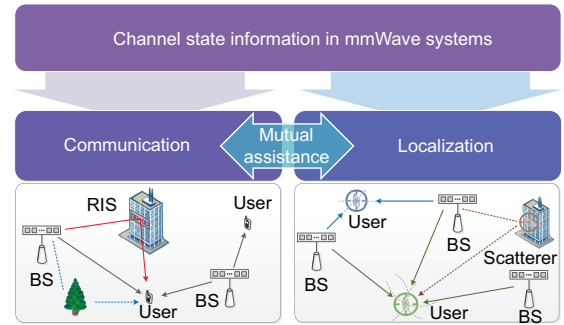 Channel state information in mmWave systems
Communication
Mutual
assistance
Localization
RIS
User
BS
BS
User
User
BS
Scatterer
BS
BS
User